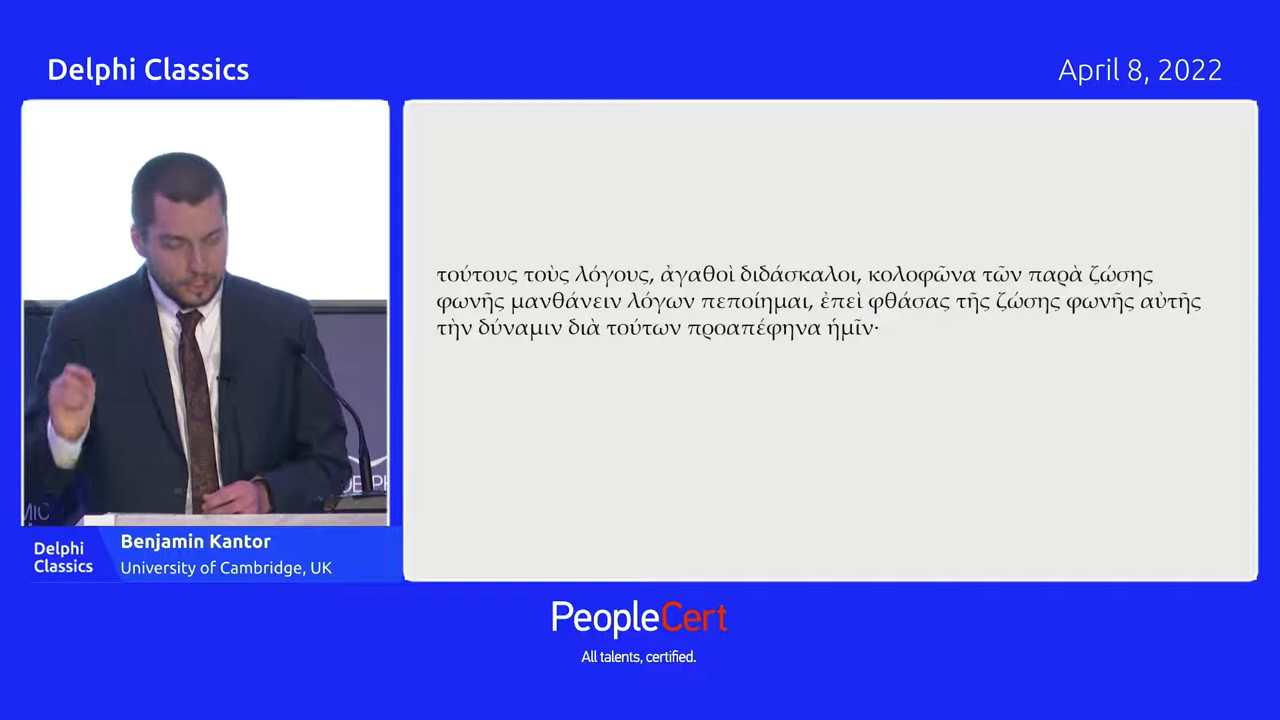 Delphi Classics
April 8, 2022
τούτους τοὺς λόγους, ἀγαθοὶ διδάσκαλοι, κολοφῶνα τῶν παρὰ ζώσης
φωνῆς μανθάνειν λόγων πεποίημαι, ἐπεὶ φθάσας τῆς ζώσης φωνῆς αὐτῆς
τὴν δύναμιν διὰ τούτων προαπέφηνα ἡμῖν·
Delphi
Classics
Benjamin Kantor
University of Cambridge, UK
PeopleCert
All talents, certified.